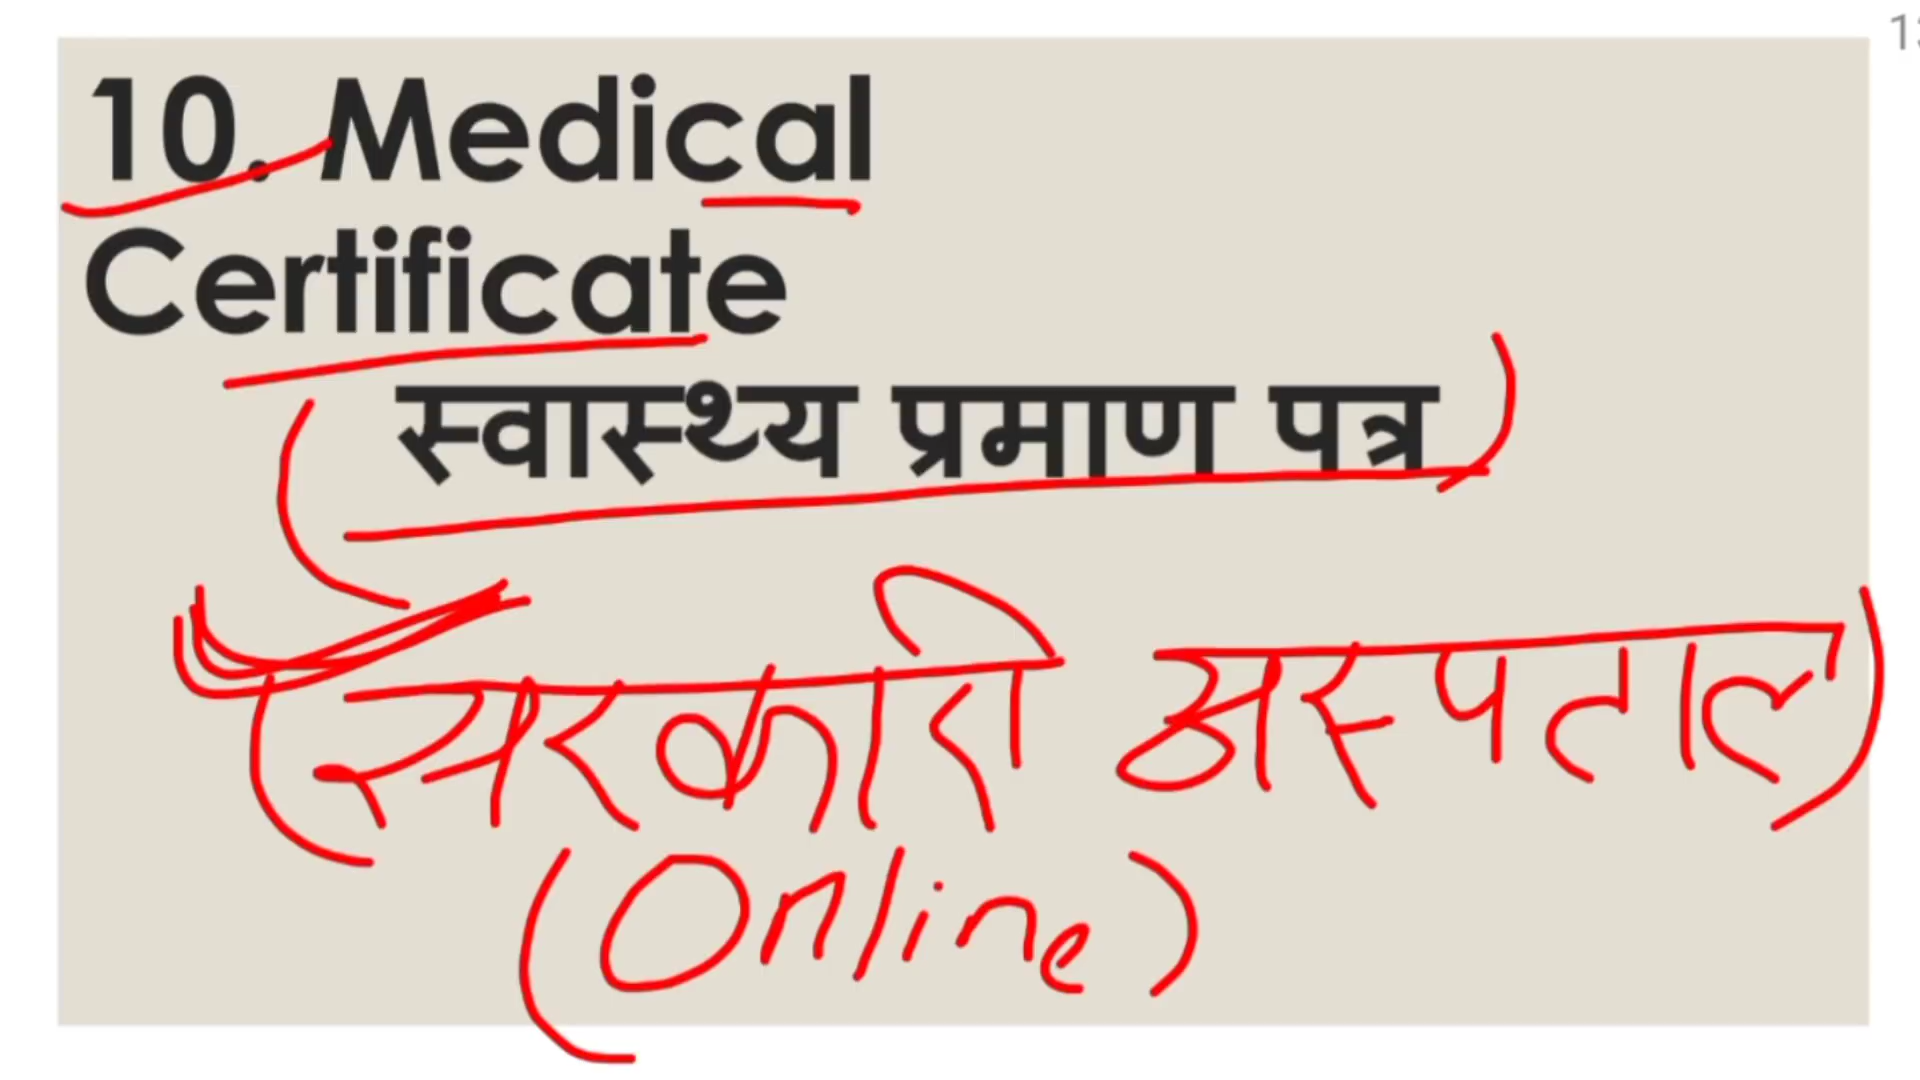 10. Medical
Certificate
स्वास्थ्य प्रमाण पत्र
(सरकारी अस्पताल)
(Online)